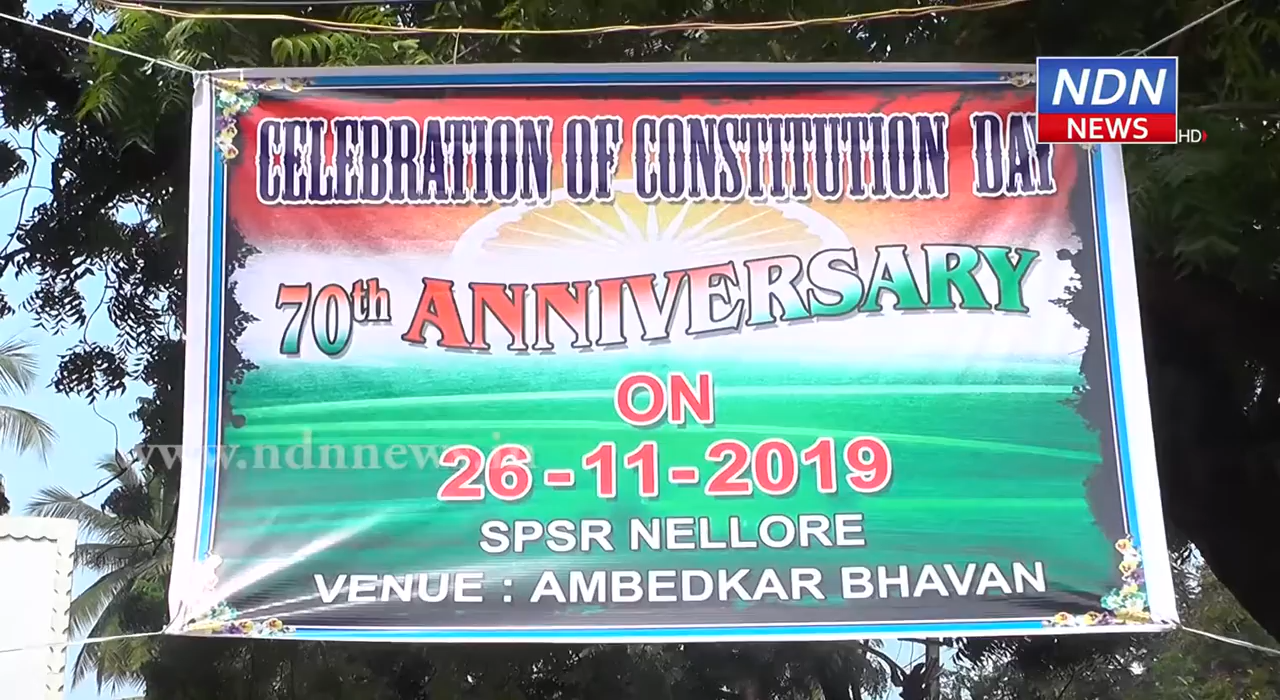 CELEBRATION OF CONSTITUTION DAY
70th ANNIVERSARY
ON
26-11-2019
SPSR NELLORE
VENUE : AMBEDKAR BHAVAN
NDN
NEWS
HD
www.ndnnews.in